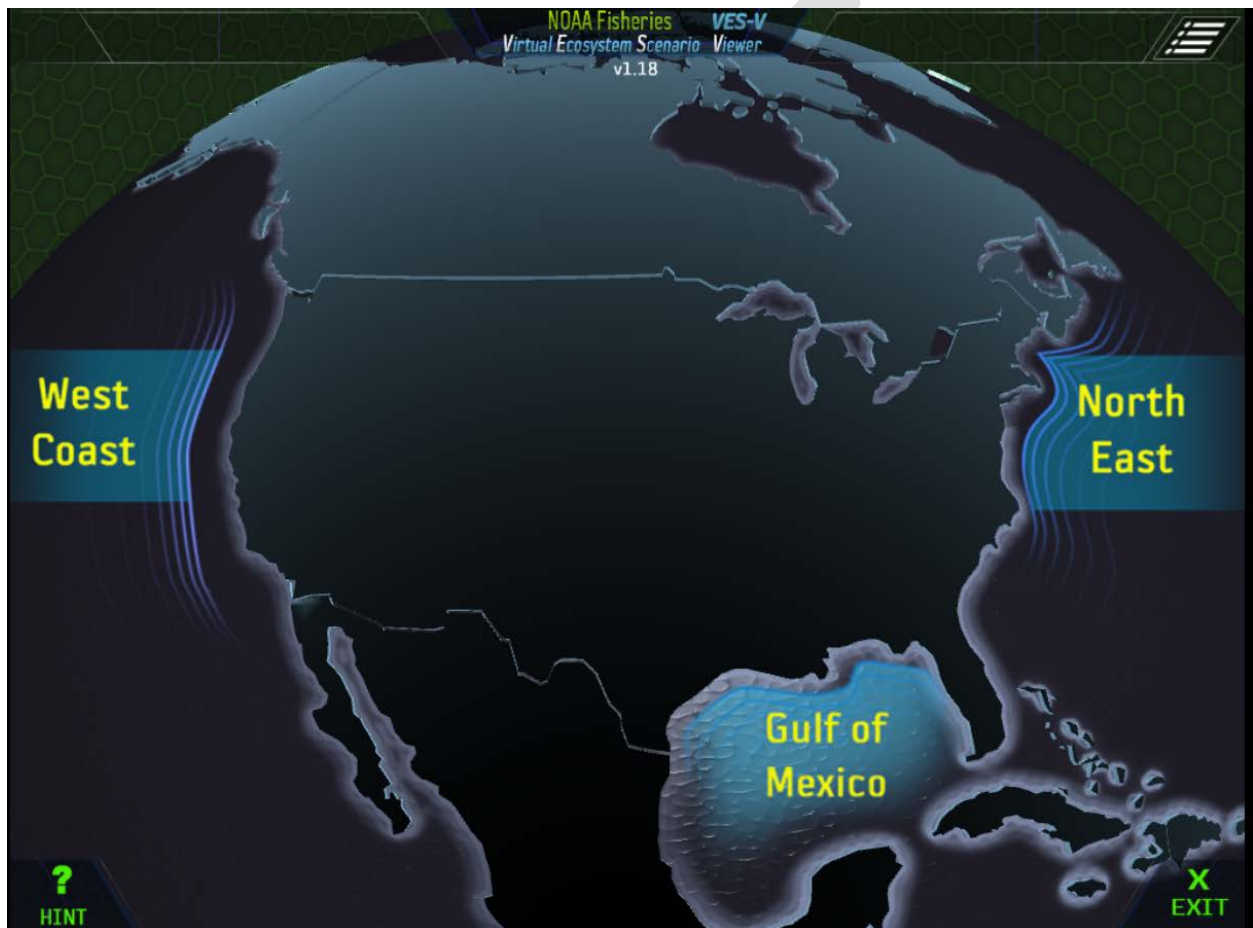 NOAA Fisheries VES-V
Virtual Ecosystem Scenario Viewer
v1.18
West
Coast
North
East
Gulf of
Mexico
?
HINT
X
EXIT